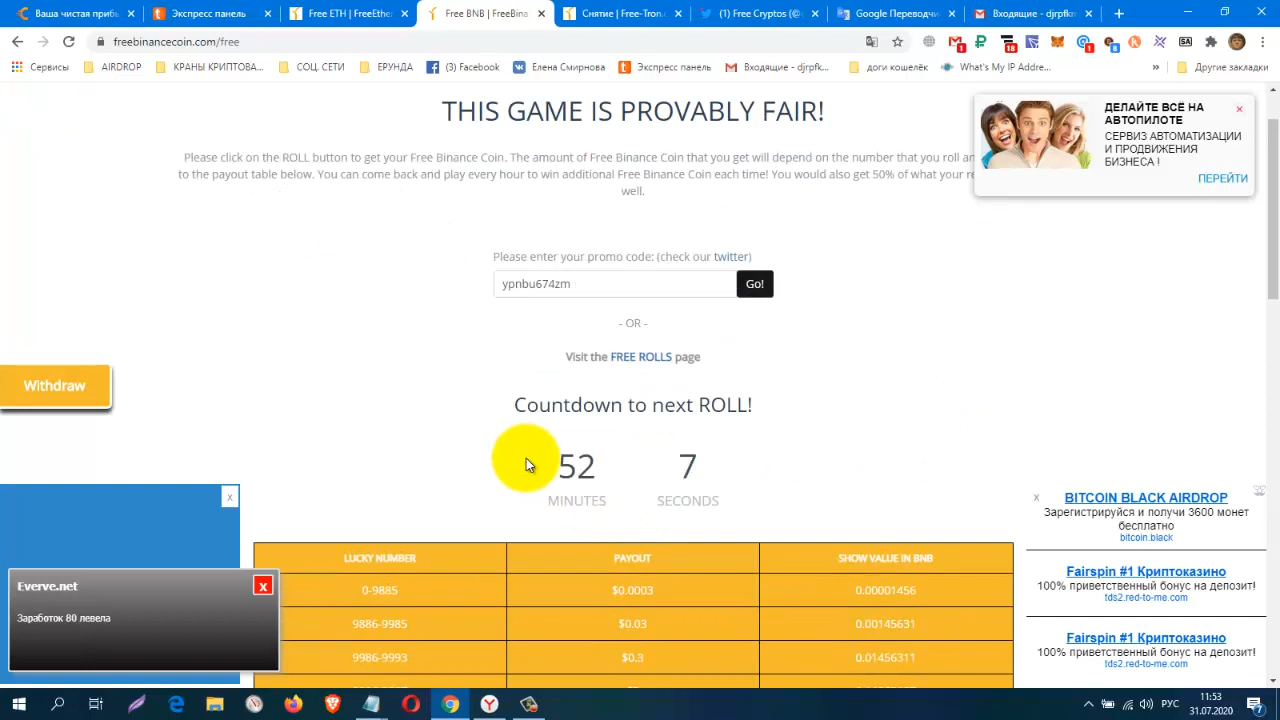 Ваша чистая прибы
Экспресс панель
Free ETH | FreeEther
Free BNB | FreeBina
Снятие | Free-Tron.c
Free Cryptos (@
Google Переводчи
Входящие - djrpfkm
freebinancecoin.com/free
Сервисы
AIRDROP
КРАНЫ КРИПТОВА...
СОЦ. СЕТИ
ЕРУНДА
(3) Facebook
Елена Смирнова
Экспресс панель
Входящие - djrpfk...
доги кошелёк
What's My IP Addre...
»
Другие закладки
THIS GAME IS PROVABLY FAIR!
Please click on the ROLL button to get your Free Binance Coin. The amount of Free Binance Coin that you get will depend on the number that you roll an
to the payout table below. You can come back and play every hour to win additional Free Binance Coin each time! You would also get 50% of what your re
well.
ДЕЛАЙТЕ ВСЁ НА
АВТОПИЛОТЕ
СЕРВИС АВТОМАТИЗАЦИИ
И ПРОДВИЖЕНИЯ
БИЗНЕСА !
ПЕРЕЙТИ
Please enter your promo code: (check our twitter)
ypnbu674zm
Go!
- OR -
Visit the FREE ROLLS page
Withdraw
Countdown to next ROLL!
52 7
MINUTES SECONDS
x
Everve.net
x
Заработок 80 левела
LUCKY NUMBER PAYOUT SHOW VALUE IN BNB
0-9885 $0.0003 0.00001456
9886-9985 $0.03 0.00145631
9986-9993 $0.3 0.01456311
x
BITCOIN BLACK AIRDROP
Зарегистрируйся и получи 3600 монет
бесплатно
bitcoin.black
Fairspin #1 Криптоказино
100% приветственный бонус на депозит!
tds2.red-to-me.com
Fairspin #1 Криптоказино
100% приветственный бонус на депозит!
tds2.red-to-me.com
РУС
11:53
31.07.2020